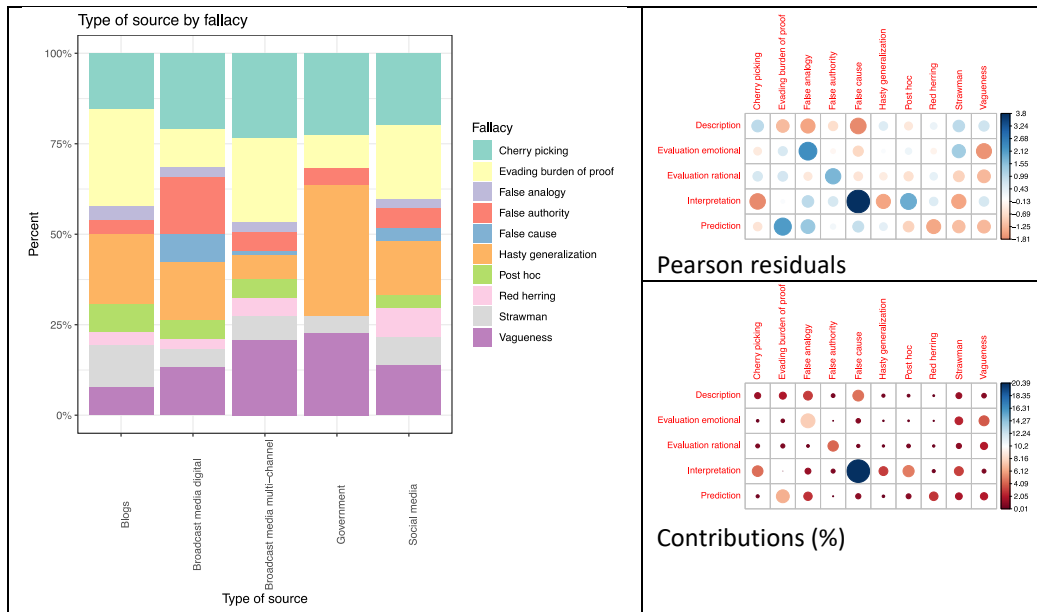 Type of source by fallacy
100%
75%
50%
25%
0%
Percent
Blogs
Broadcast media digital
Broadcast media multi−channel
Government
Social media
Type of source
Fallacy
Cherry picking
Evading burden of proof
False analogy
False authority
False cause
Hasty generalization
Post hoc
Red herring
Strawman
Vagueness
Cherry picking
Evading burden of proof
False analogy
False authority
False cause
Hasty generalization
Post hoc
Red herring
Strawman
Vagueness
Description
Evaluation emotional
Evaluation rational
Interpretation
Prediction
3.8
3.24
2.68
2.12
1.55
0.99
0.43
−0.13
−0.69
−1.25
−1.81
Pearson residuals
Cherry picking
Evading burden of proof
False analogy
False authority
False cause
Hasty generalization
Post hoc
Red herring
Strawman
Vagueness
Description
Evaluation emotional
Evaluation rational
Interpretation
Prediction
20.39
18.35
16.31
14.27
12.24
10.2
8.16
6.12
4.09
2.05
0.01
Contributions (%)